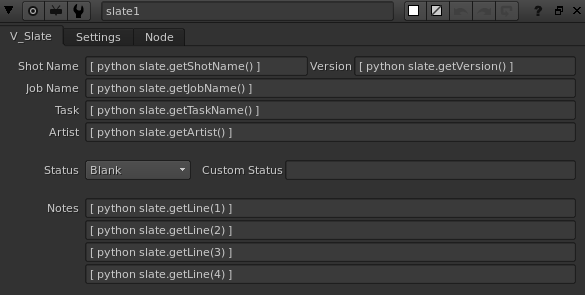 slate1
V_Slate Settings Node
Shot Name [ python slate.getShotName() ] Version [ python slate.getVersion() ]
Job Name [ python slate.getJobName() ]
Task [ python slate.getTaskName() ]
Artist [ python slate.getArtist() ]
Status Blank Custom Status
Notes [ python slate.getLine(1) ]
[ python slate.getLine(2) ]
[ python slate.getLine(3) ]
[ python slate.getLine(4) ]